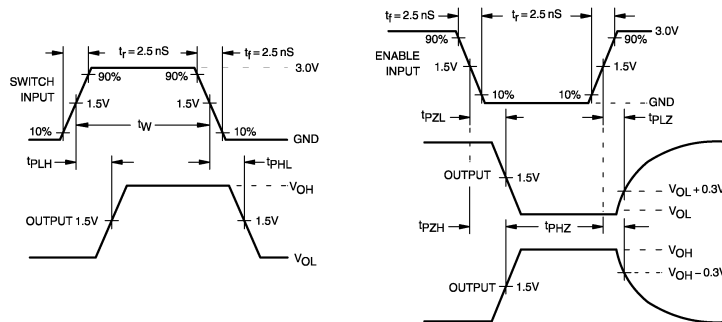 tr = 2.5 nS
tf = 2.5 nS
SWITCH
INPUT
90%
90%
3.0V
1.5V
1.5V
10%
10%
tW
GND
tPLH
tPHL
OUTPUT 1.5V
1.5V
VOH
VOL
tf = 2.5 nS
tr = 2.5 nS
ENABLE
INPUT
90%
90%
3.0V
1.5V
1.5V
10%
10%
GND
tPZL
tPLZ
OUTPUT
1.5V
VOL + 0.3V
VOL
tPZH
tPHZ
VOH
VOH – 0.3V
OUTPUT
1.5V